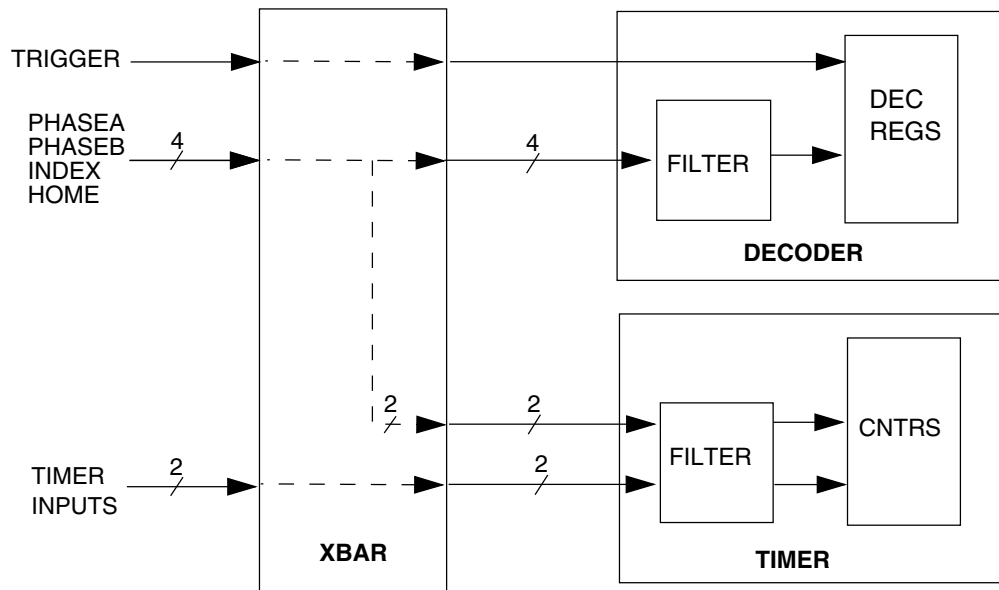 TRIGGER
PHASEA
PHASEB
INDEX
HOME
4
4
FILTER
DEC
REGS
DECODER
2
2
2
2
TIMER
INPUTS
XBAR
FILTER
CNTRS
TIMER